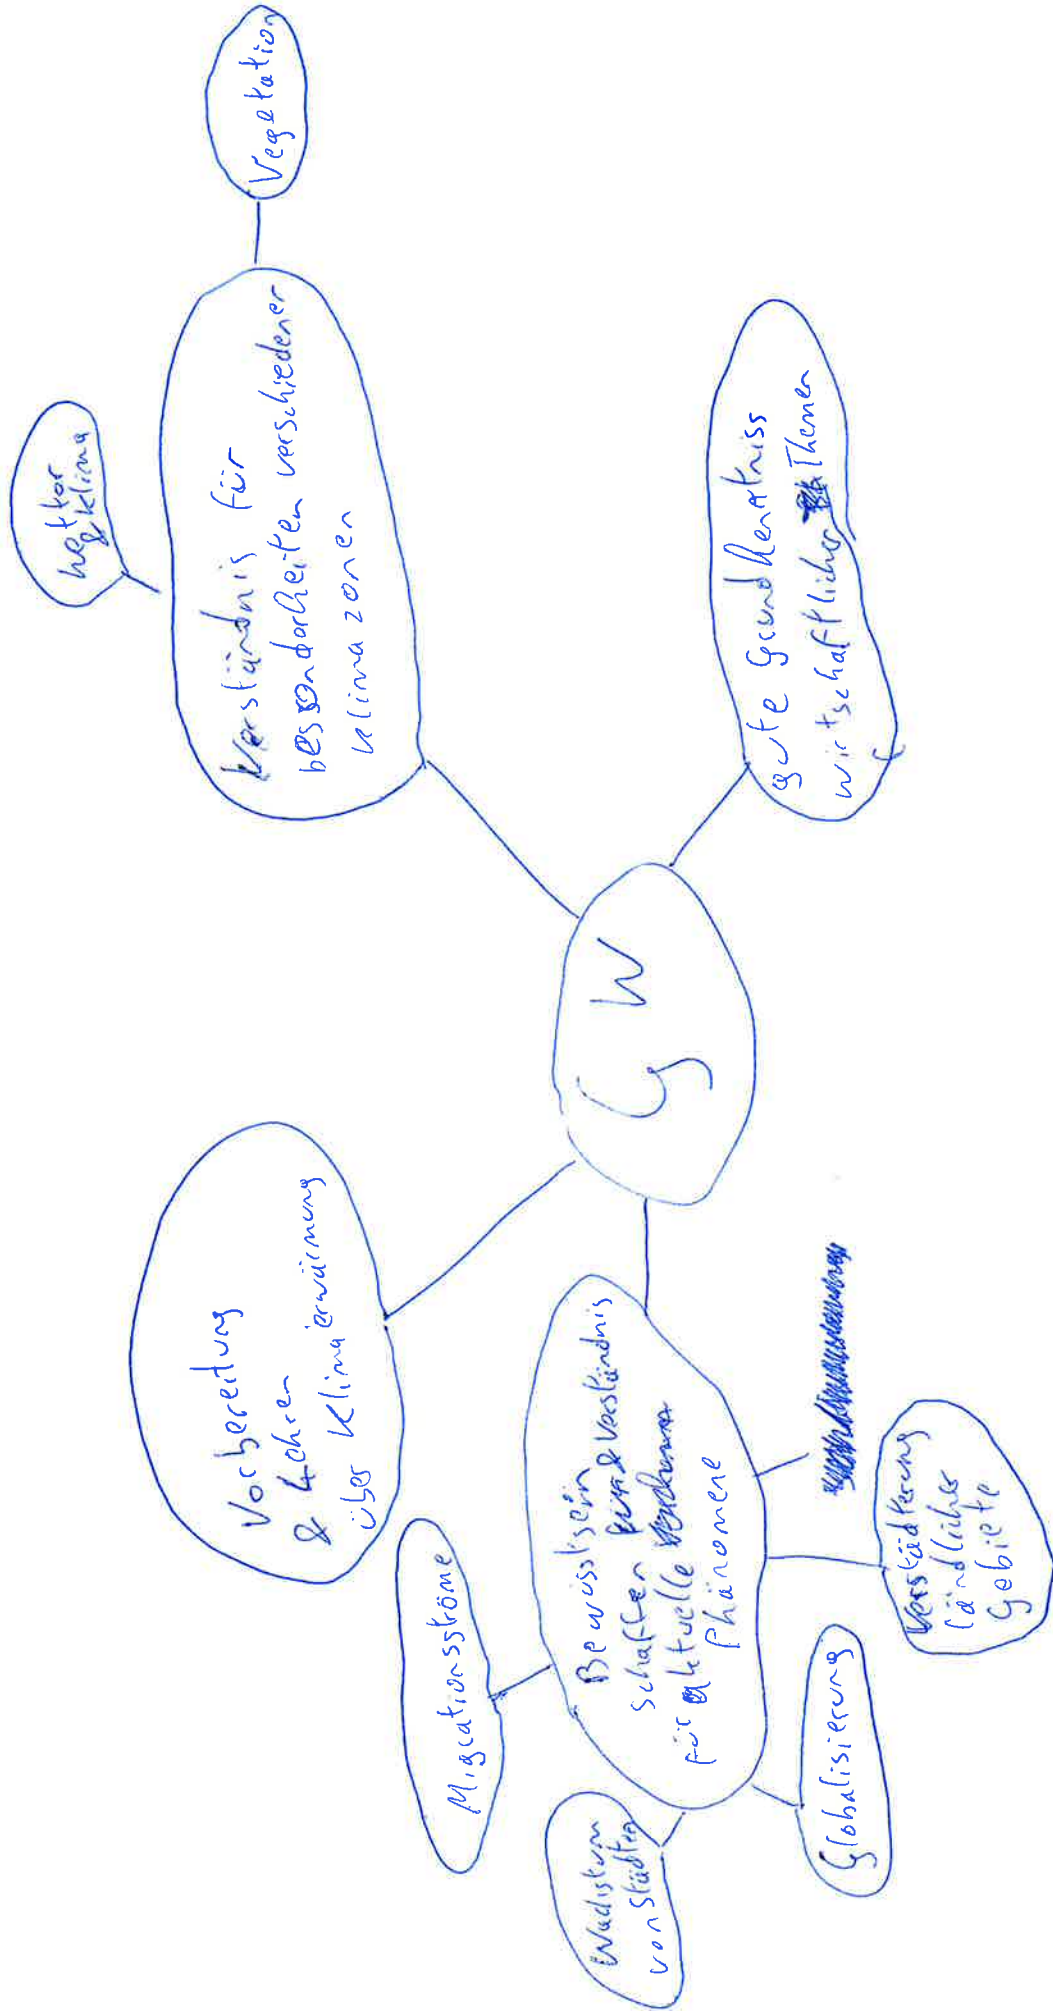 Vorbereitung
& Lehren
über Klimaerwärmung
Wetter
& Klima
Verständnis für
besonderheiten verschiedener
Klimazonen
Vegetation
Migrationsströme
G W
Bewusstsein
schaffen & Verständnis
für aktuelle
Phänomene
Wachstum
von Städten
Globalisierung
Verstädterung
ländlicher
Gebiete
gute Grundkenntniss
wirtschaftlicher Themen